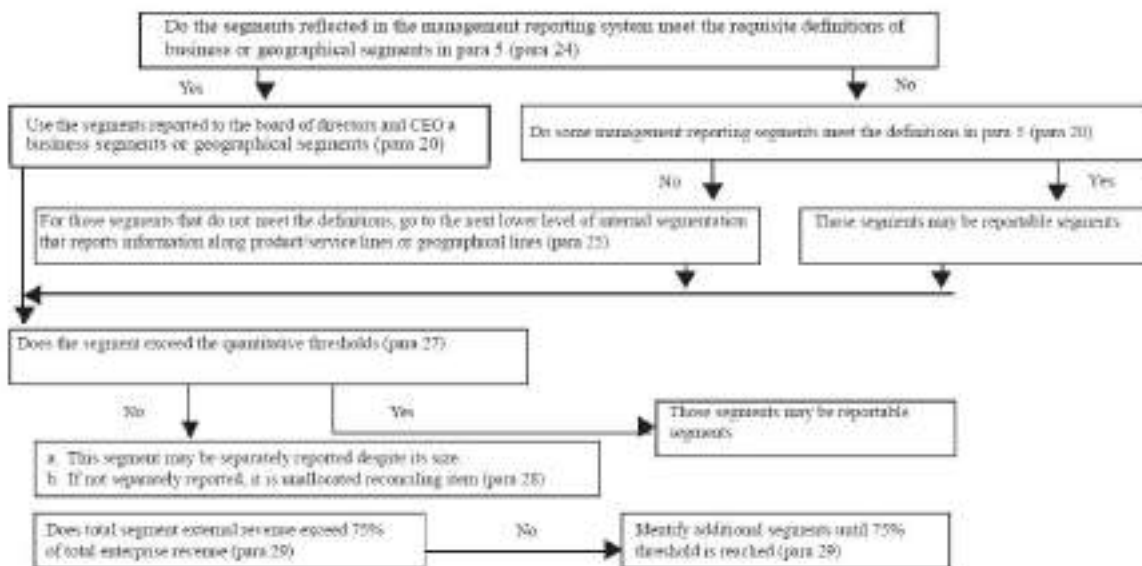 Do the segments reflected in the management reporting system meet the requisite definitions of
business or geographical segments in para 5 (para 24)
Yes
No
Use the segments reported to the board of directors and CEO a
business segments or geographical segments (para 20)
Do some management reporting segments meet the definitions in para 5 (para 20)
No
Yes
For those segments that do not meet the definitions, go to the next lower level of internal segmentation
that reports information along product/service lines or geographical lines (para 25)
Those segments may be reportable segments
Does the segment exceed the quantitative thresholds (para 27)
No
Yes
Those segments may be reportable
segments
a. This segment may be separately reported despite its size
b. If not separately reported, it is unallocated reconciling item (para 28)
Does total segment external revenue exceed 75%
of total enterprise revenue (para 29)
No
Identify additional segments until 75%
threshold is reached (para 29)